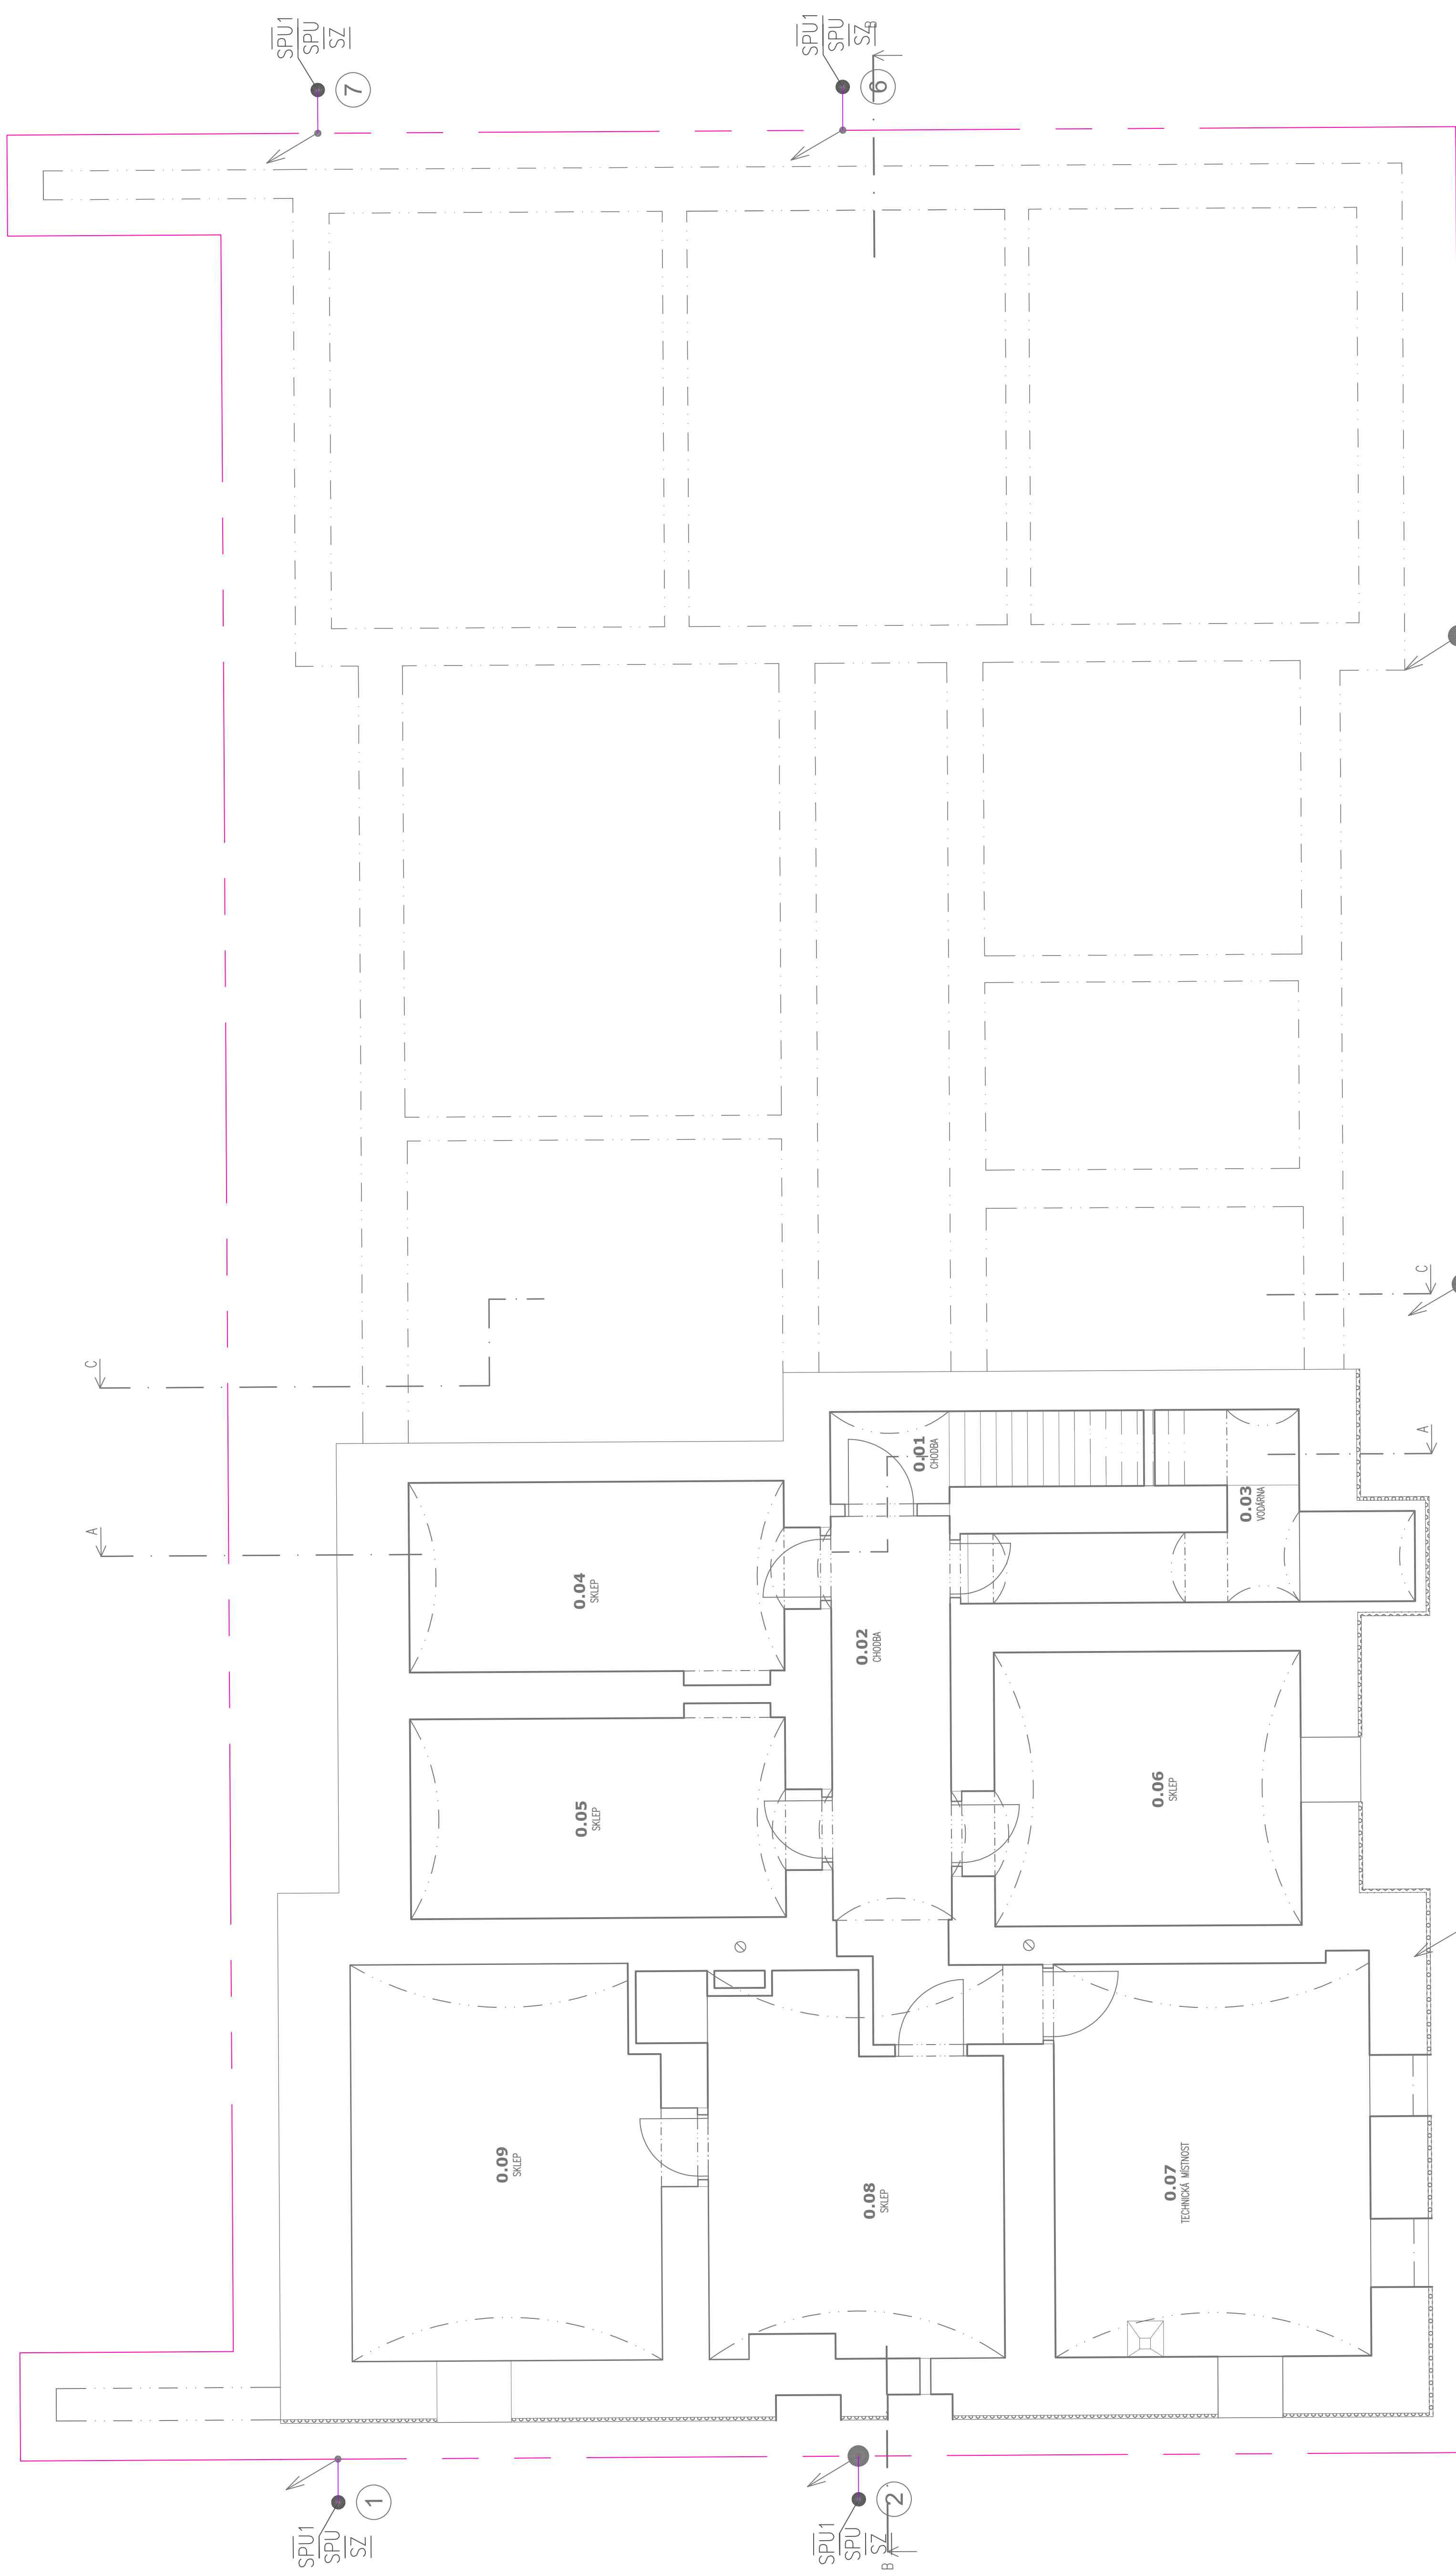 SPU1
SPU
SZ
7
SPU1
SPU
SZ
B
6
C
C
A
A
0.01
CHODBA
0.03
VODÁRNA
0.04
SKLEP
0.02
CHODBA
0.05
SKLEP
0.06
SKLEP
0.09
SKLEP
0.08
SKLEP
0.07
TECHNICKÁ MÍSTNOST
SPU1
SPU
SZ
1
SPU1
SPU
SZ
2
B